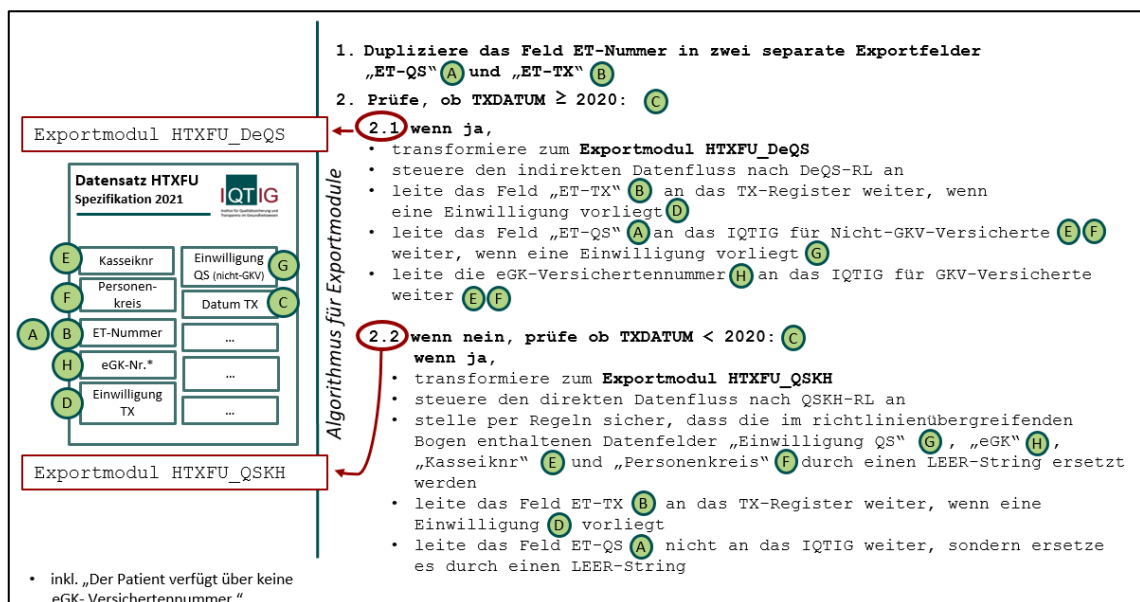 1. Dupliziere das Feld ET-Nummer in zwei separate Exportfelder
„ET-QS“ A und „ET-TX“ B
2. Prüfe, ob TXDATUM ≥ 2020: C
2.1 wenn ja,
• transformiere zum Exportmodul HTXFU_DeQS
• steuere den indirekten Datenfluss nach DeQS-RL an
• leite das Feld „ET-TX“ B an das TX-Register weiter, wenn
eine Einwilligung vorliegt D
• leite das Feld „ET-QS“ A an das IQTIG für Nicht-GKV-Versicherte E F
weiter, wenn eine Einwilligung vorliegt G
• leite die eGK-Versichertennummer H an das IQTIG für GKV-Versicherte
weiter E F
2.2 wenn nein, prüfe ob TXDATUM < 2020: C
wenn ja,
• transformiere zum Exportmodul HTXFU_QSKH
• steuere den direkten Datenfluss nach QSKH-RL an
• stelle per Regeln sicher, dass die im richtlinienübergreifenden
Bogen enthaltenen Datenfelder „Einwilligung QS“ G , „eGK“ H ,
„Kasseiknr“ E und „Personenkreis“ F durch einen LEER-String ersetzt
werden
• leite das Feld ET-TX B an das TX-Register weiter, wenn eine
Einwilligung D vorliegt
• leite das Feld ET-QS A nicht an das IQTIG weiter, sondern ersetze
es durch einen LEER-String
Algorithmus für Exportmodule
Exportmodul HTXFU_DeQS
Datensatz HTXFU
Spezifikation 2021
IQTIG
Institut für Qualitätssicherung und
Transparenz im Gesundheitswesen
E Kasseiknr
F Personen-
kreis
A B ET-Nummer
H eGK-Nr.*
D Einwilligung
TX
Einwilligung
QS (nicht-GKV) G
Datum TX C
...
...
...
Exportmodul HTXFU_QSKH
• inkl. „Der Patient verfügt über keine
eGK- Versichertennummer.“